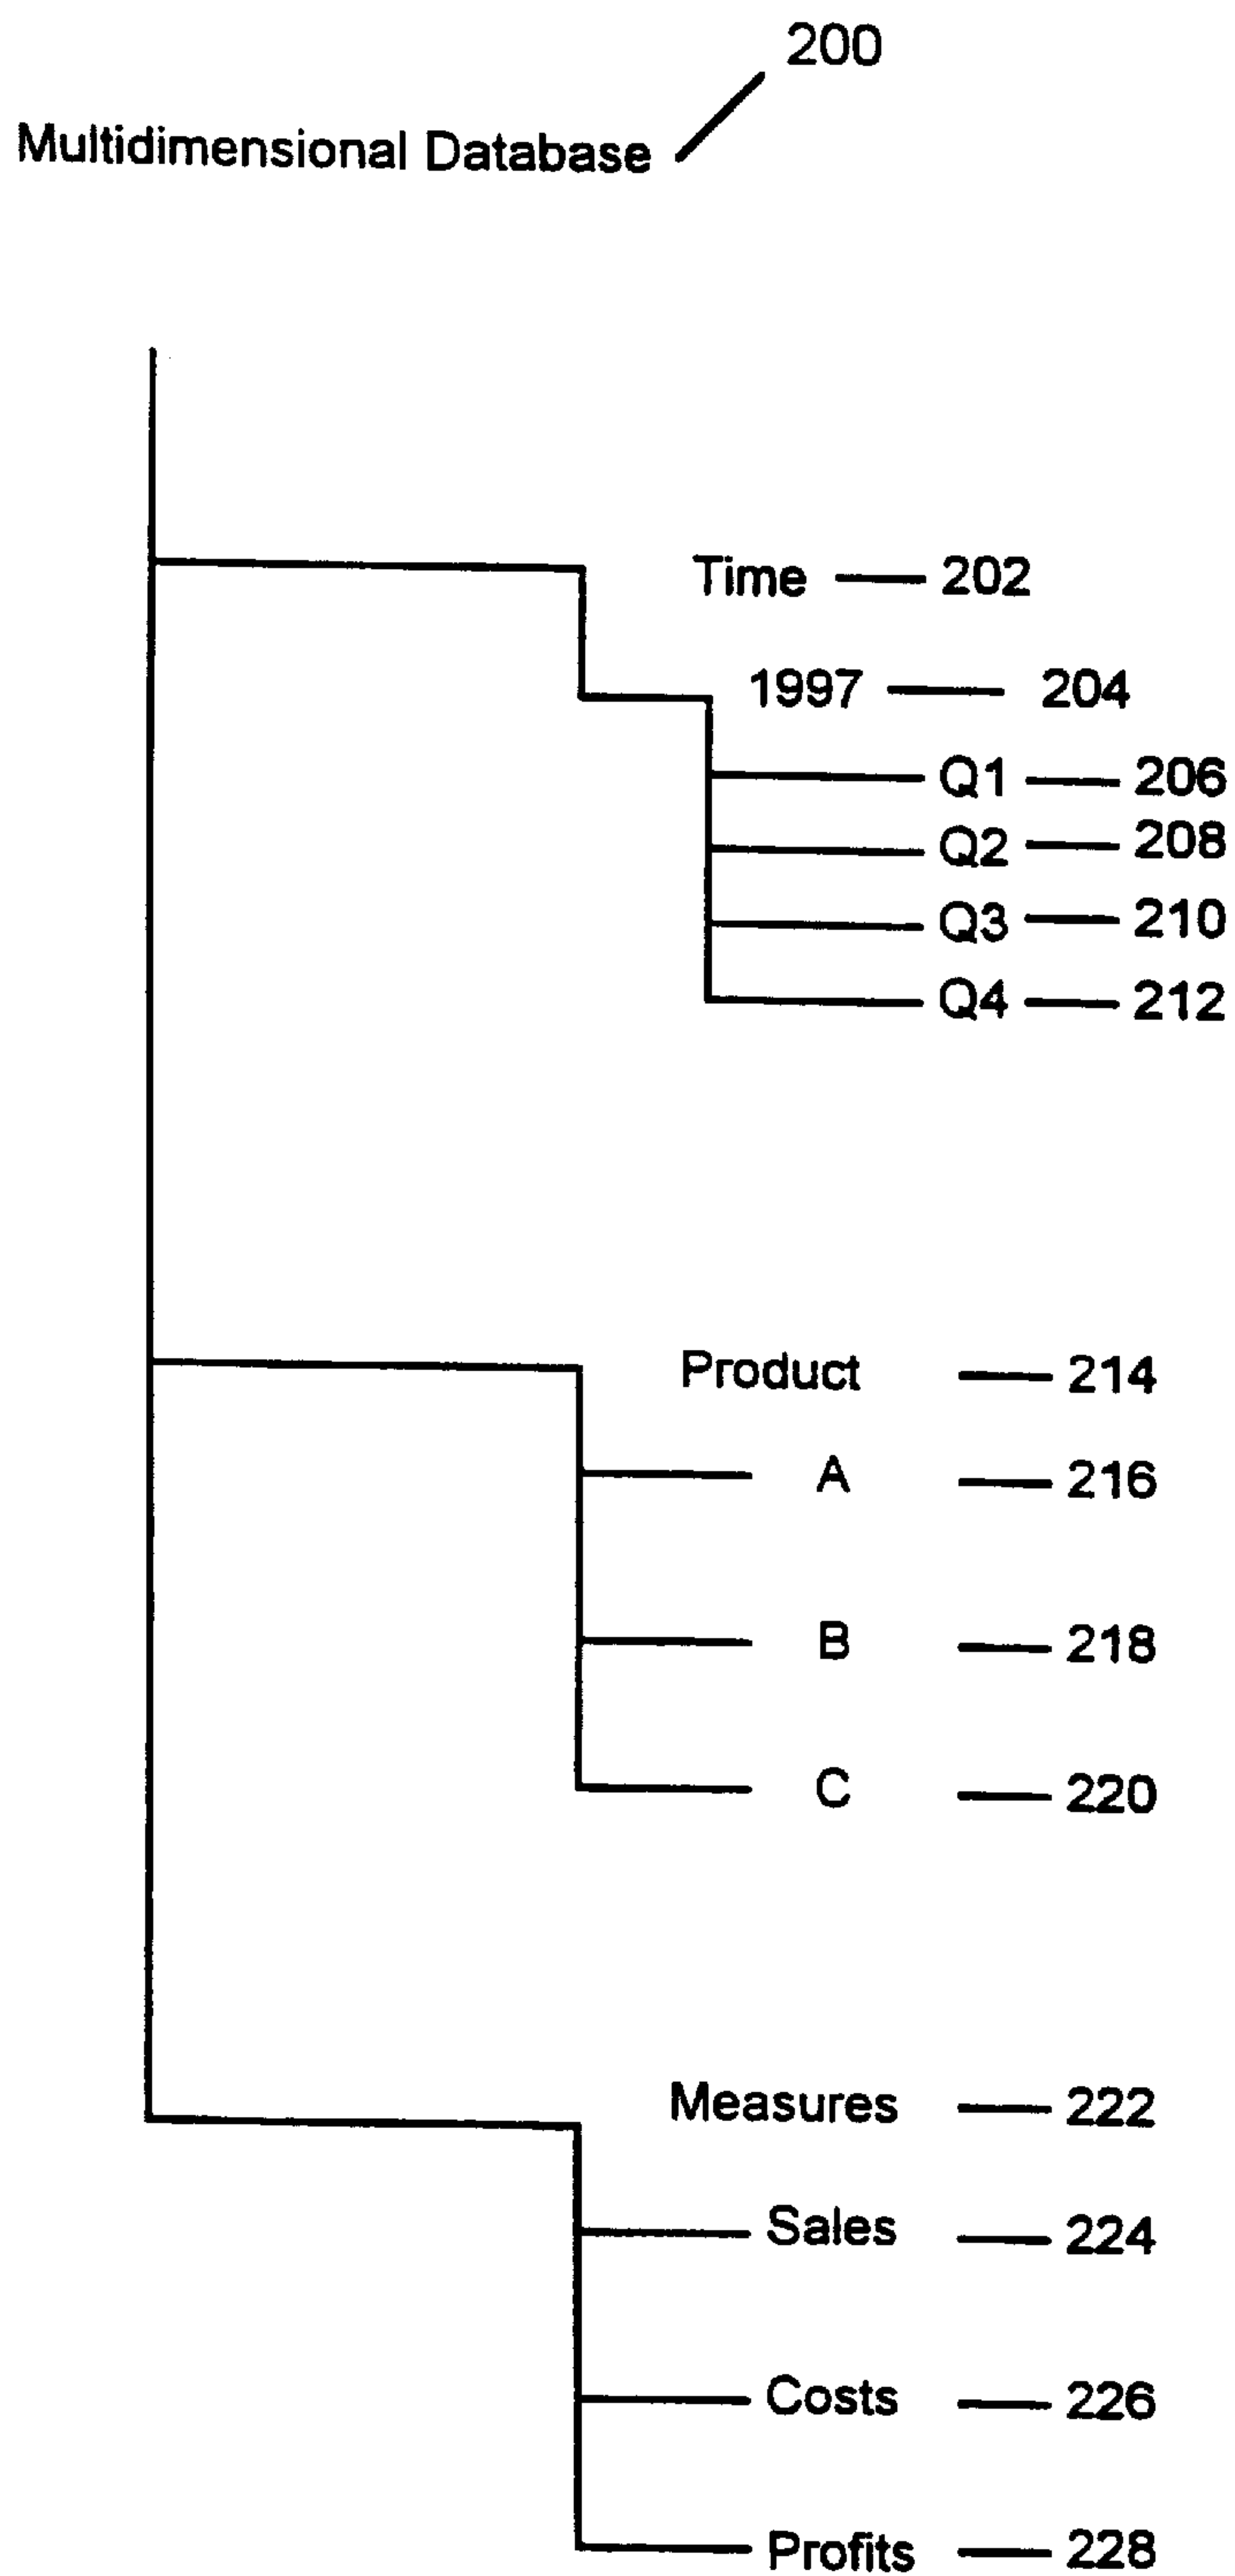 200
Multidimensional Database
Time 202
1997 204
Q1 206
Q2 208
Q3 210
Q4 212
Product 214
A 216
B 218
C 220
Measures 222
Sales 224
Costs 226
Profits 228